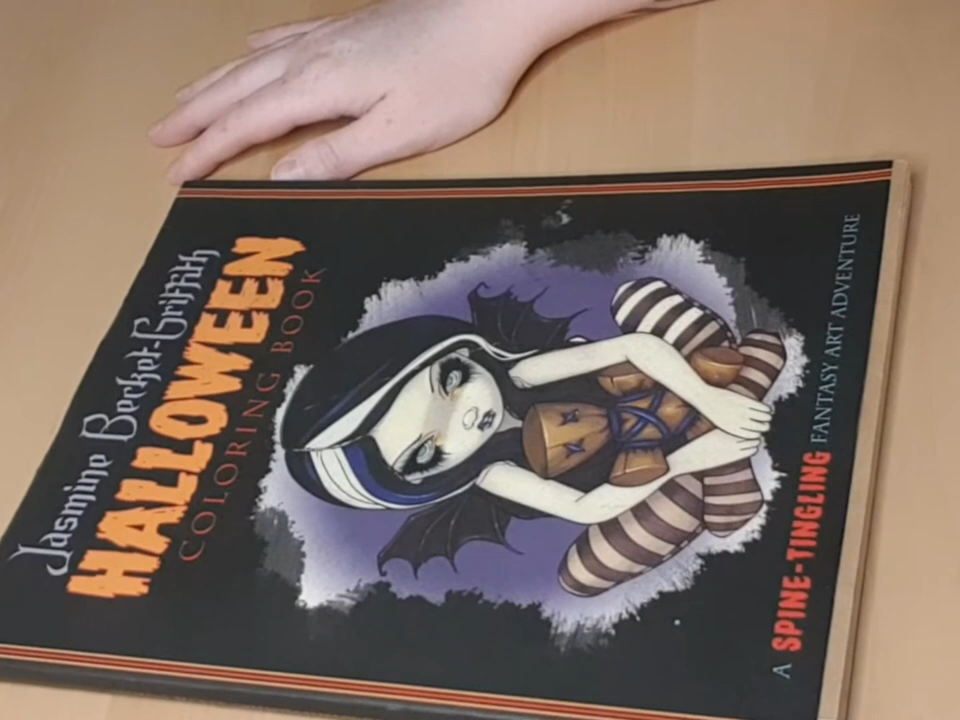 Jasmine Becket-Griffith
HALLOWEEN
COLORING BOOK
A SPINE-TINGLING FANTASY ART ADVENTURE